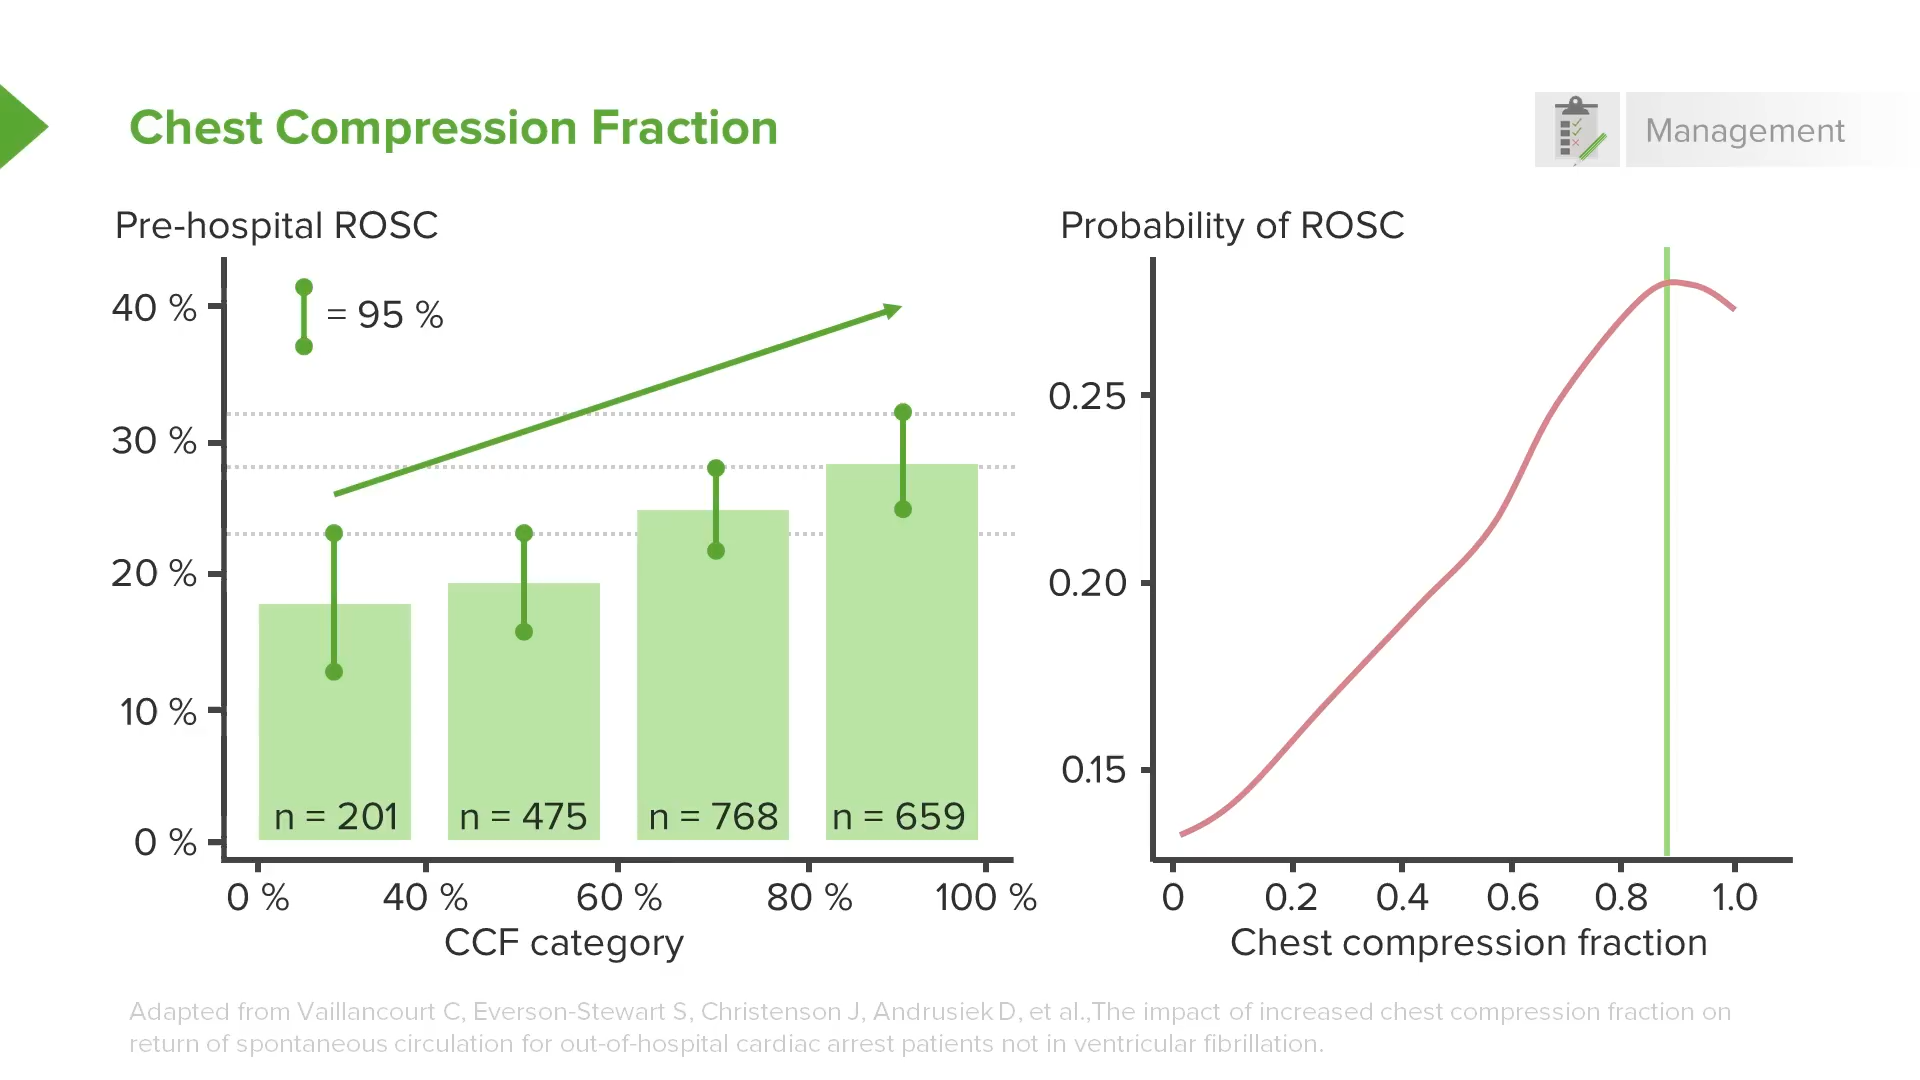 Chest Compression Fraction
Management
Pre-hospital ROSC
40 %
30 %
20 %
10 %
0 %
= 95 %
n = 201
n = 475
n = 768
n = 659
0 %
40 %
60 %
80 %
100 %
CCF category
Probability of ROSC
0.25
0.20
0.15
0
0.2
0.4
0.6
0.8
1.0
Chest compression fraction
Adapted from Vaillancourt C, Everson-Stewart S, Christenson J, Andrusiek D, et al.,The impact of increased chest compression fraction on
return of spontaneous circulation for out-of-hospital cardiac arrest patients not in ventricular fibrillation.